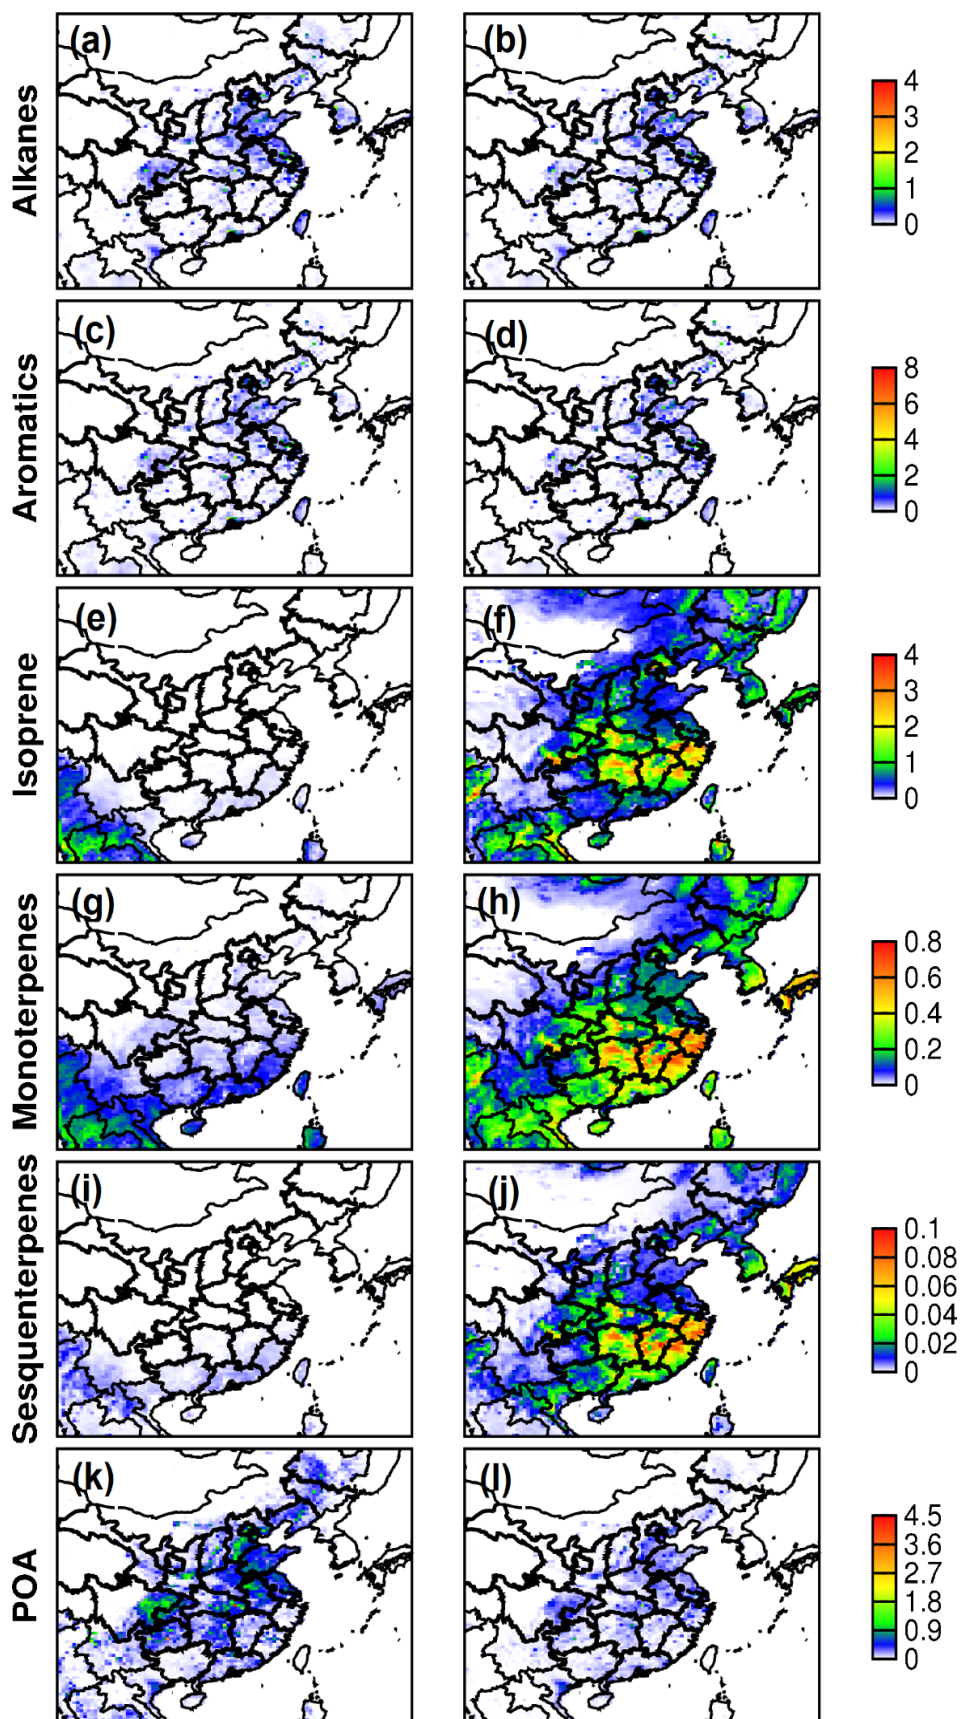 Alkanes
(a)
(b)
4
3
2
1
0
Aromatics
(c)
(d)
8
6
4
2
0
Isoprene
(e)
(f)
4
3
2
1
0
Monoterpenes
(g)
(h)
0.8
0.6
0.4
0.2
0
Sesquenterpenes
(i)
(j)
0.1
0.08
0.06
0.04
0.02
0
POA
(k)
(l)
4.5
3.6
2.7
1.8
0.9
0